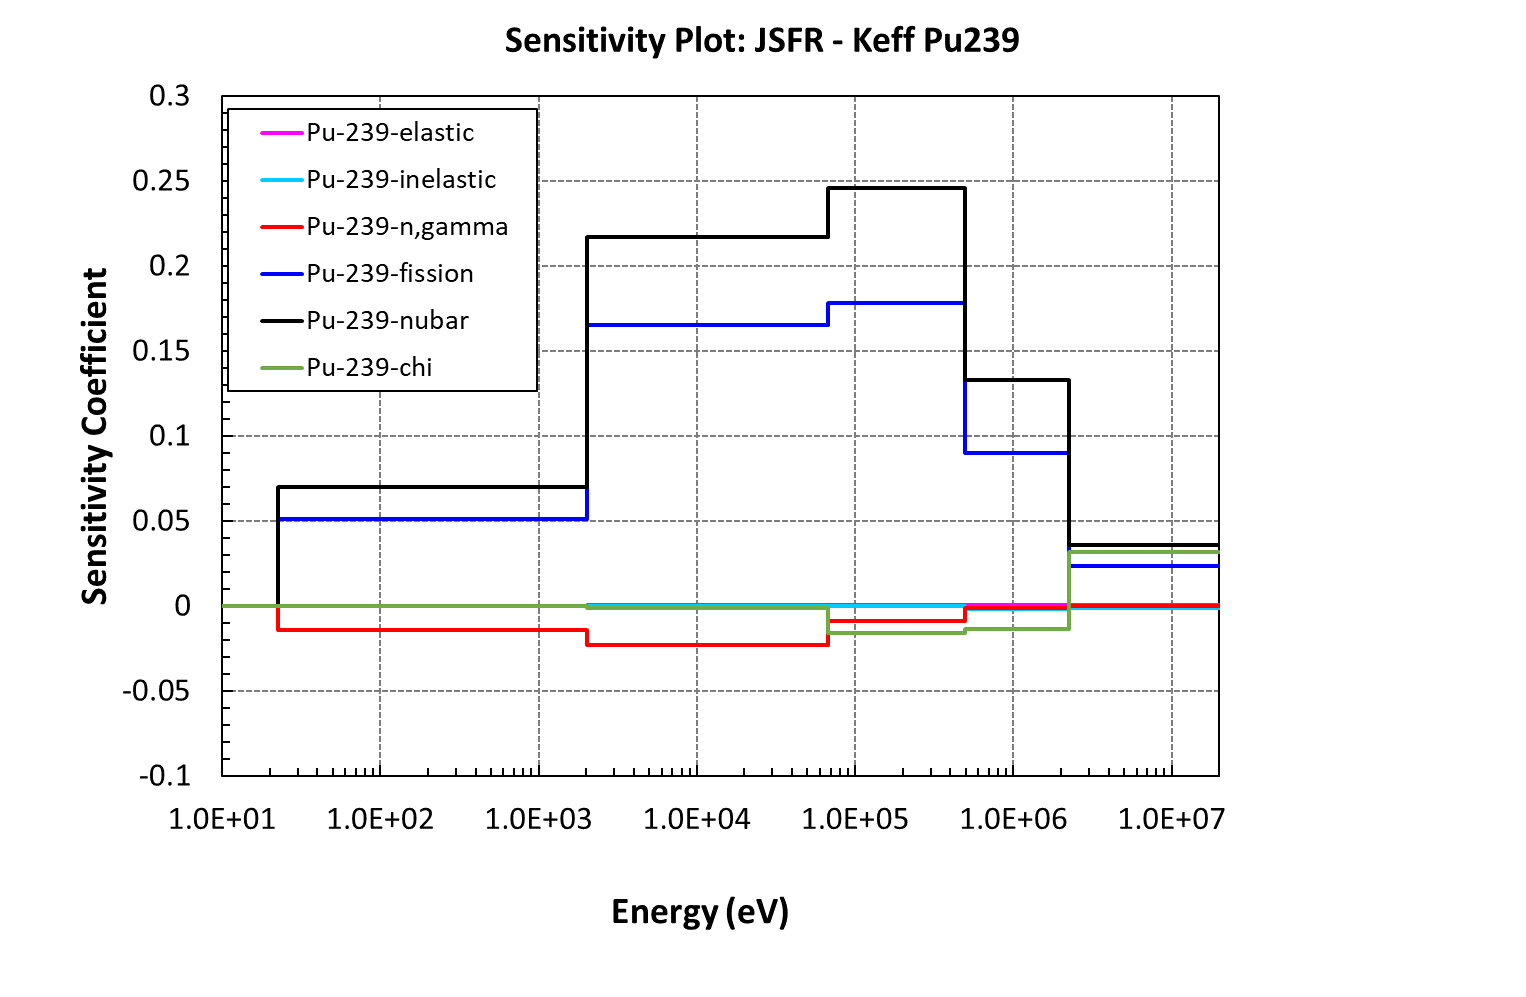 Sensitivity Plot: JSFR - Keff Pu239
0.3
0.25
0.2
0.15
0.1
0.05
0
-0.05
-0.1
Sensitivity Coefficient
Pu-239-elastic
Pu-239-inelastic
Pu-239-n,gamma
Pu-239-fission
Pu-239-nubar
Pu-239-chi
1.0E+01 1.0E+02 1.0E+03 1.0E+04 1.0E+05 1.0E+06 1.0E+07
Energy (eV)